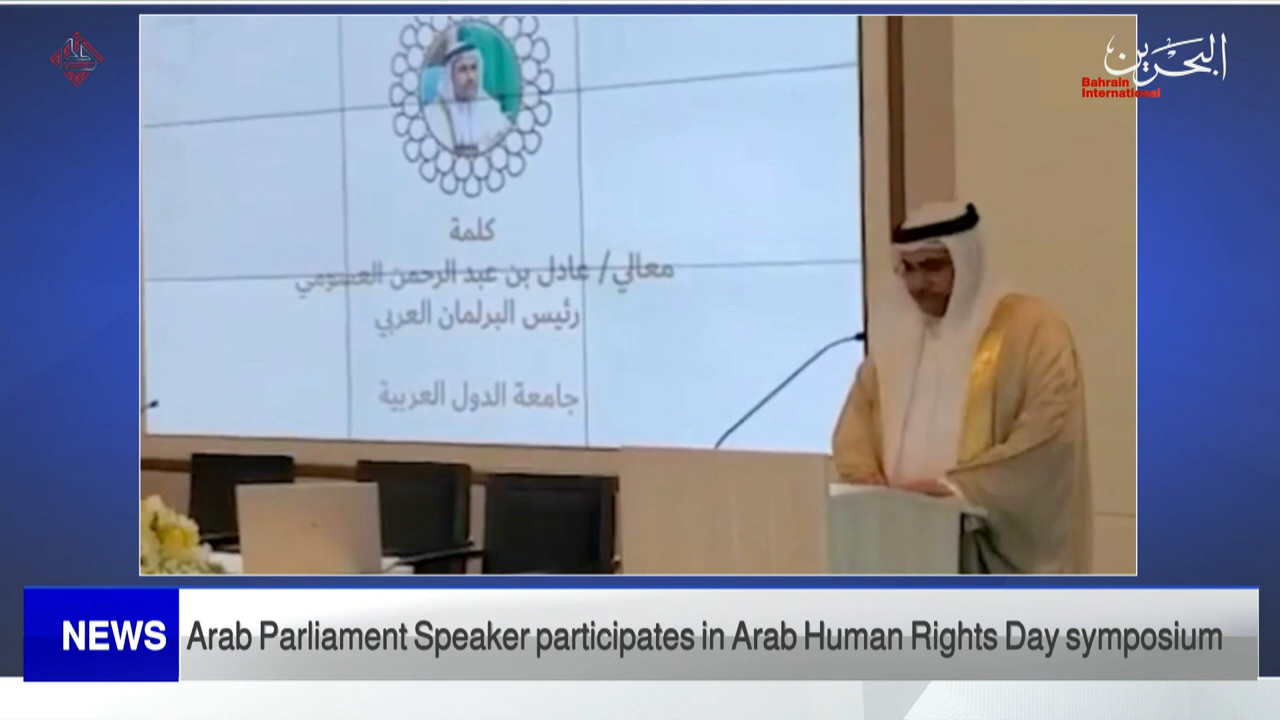 البحرين
Bahrain
International
كلمة
معالي/ عادل بن عبد الرحمن العسومي
رئيس البرلمان العربي
جامعة الدول العربية
NEWS
Arab Parliament Speaker participates in Arab Human Rights Day symposium